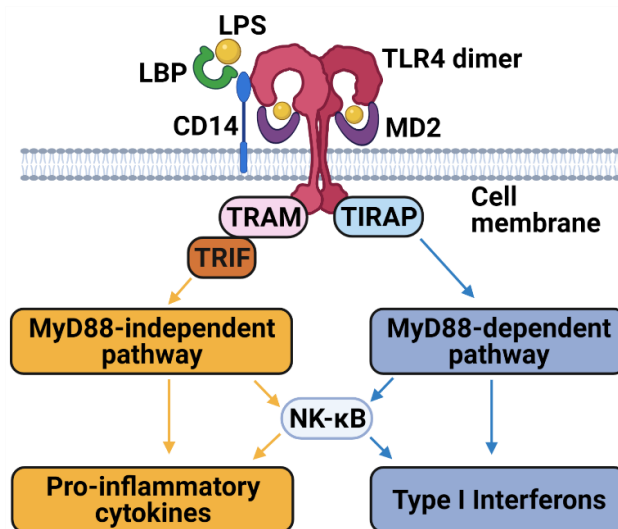 LPS
LBP
TLR4 dimer
CD14
MD2
TRAM
TIRAP
Cell
membrane
TRIF
MyD88-independent
pathway
MyD88-dependent
pathway
NK-κB
Pro-inflammatory
cytokines
Type I Interferons